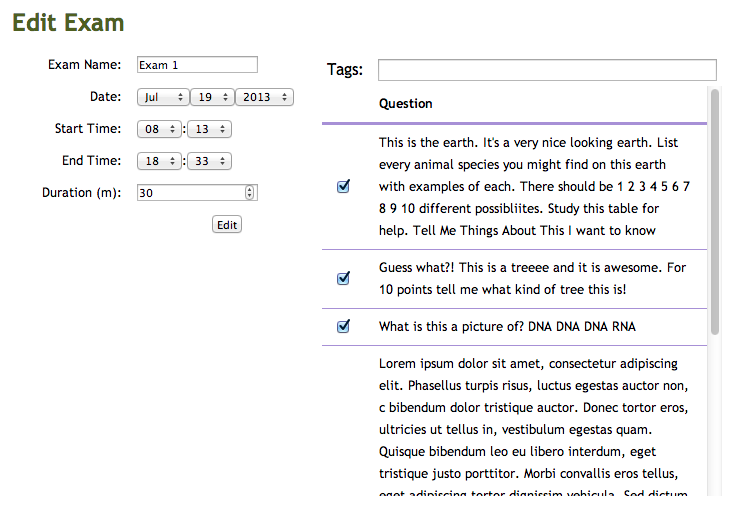 Edit Exam
Exam Name: Exam 1
Date: Jul 19 2013
Start Time: 08 : 13
End Time: 18 : 33
Duration (m): 30
Edit
Tags:
Question
This is the earth. It's a very nice looking earth. List
every animal species you might find on this earth
with examples of each. There should be 1 2 3 4 5 6 7
8 9 10 different possibliites. Study this table for
help. Tell Me Things About This I want to know
Guess what?! This is a treeee and it is awesome. For
10 points tell me what kind of tree this is!
What is this a picture of? DNA DNA DNA RNA
Lorem ipsum dolor sit amet, consectetur adipiscing
elit. Phasellus turpis risus, luctus egestas auctor non,
c bibendum dolor tristique auctor. Donec tortor eros,
ultricies ut tellus in, vestibulum egestas quam.
Quisque bibendum leo eu libero interdum, eget
tristique justo porttitor. Morbi convallis eros tellus,
eget adipiscing tortor dignissim vehicula. Sed dictum